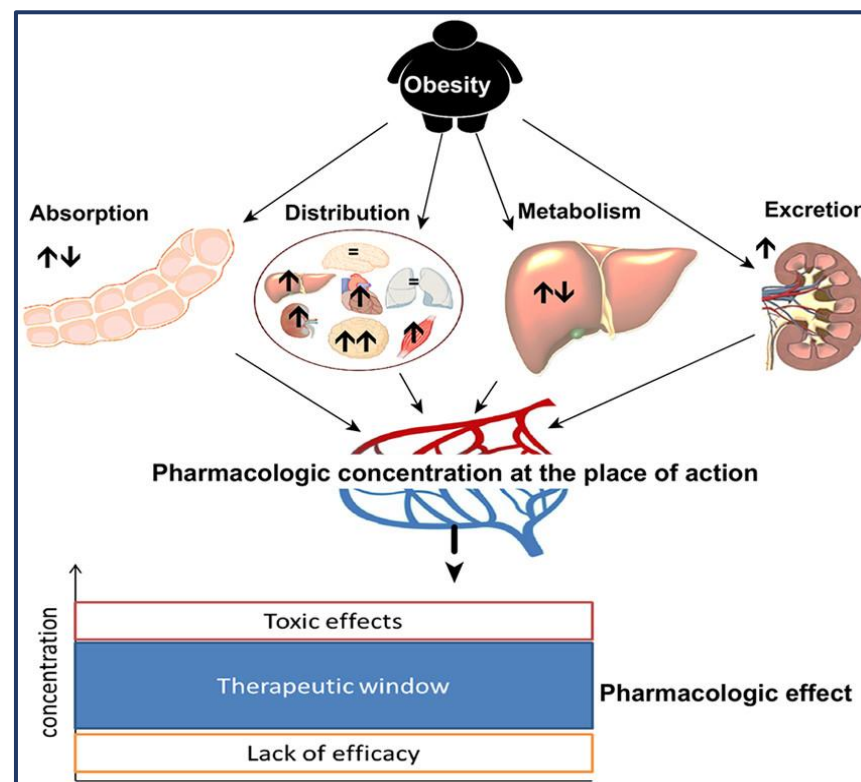 Obesity
Absorption
Distribution
Metabolism
Excretion
↑↓
=
↑
↑
=
↑
↑↑
↑
↑↓
↑
Pharmacologic concentration at the place of action
concentration
Toxic effects
Therapeutic window
Pharmacologic effect
Lack of efficacy